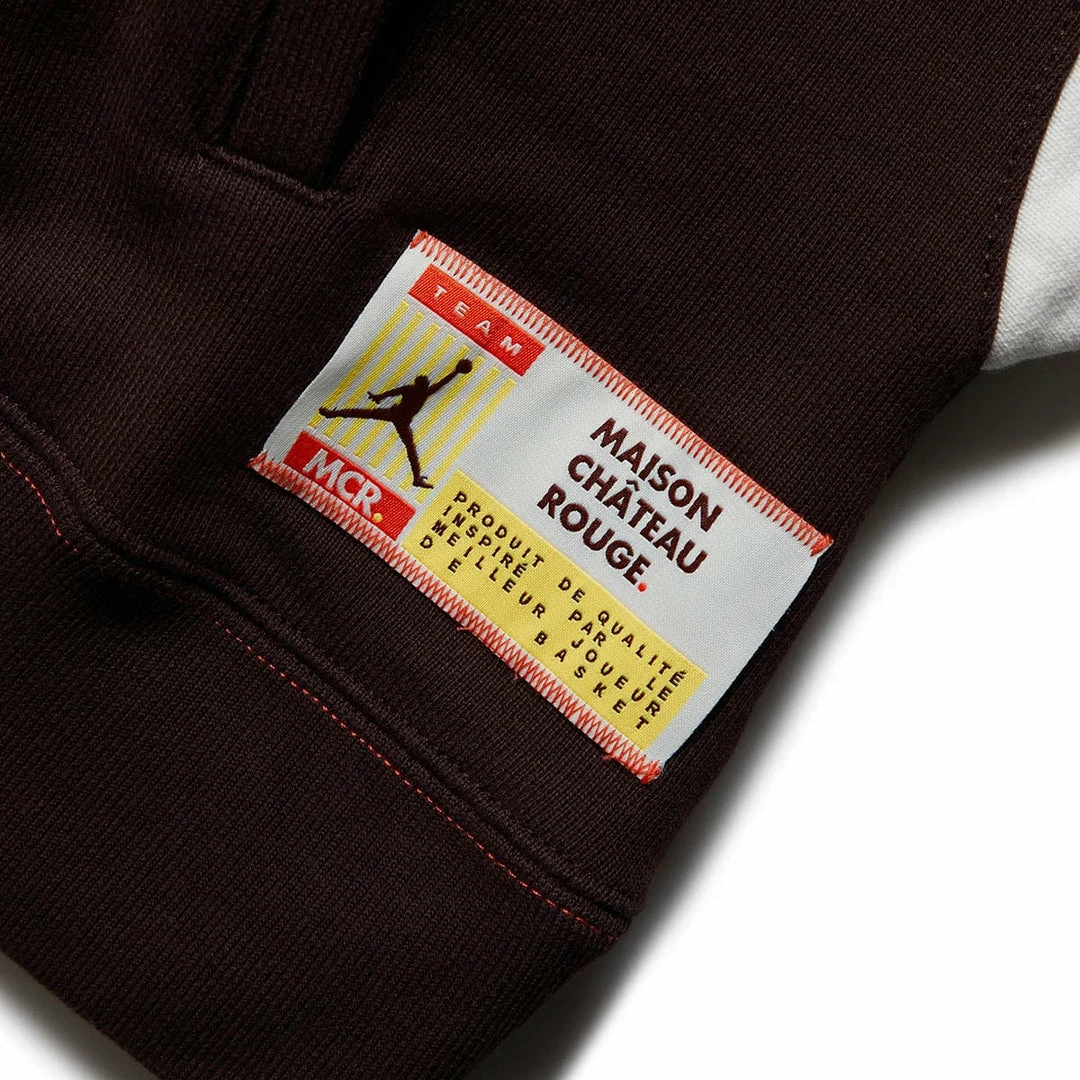 TEAM
MCR.
MAISON
CHÂTEAU
ROUGE.
PRODUIT DE QUALITÉ
INSPIRÉ PAR LE
MEILLEUR JOUEUR
DE BASKET